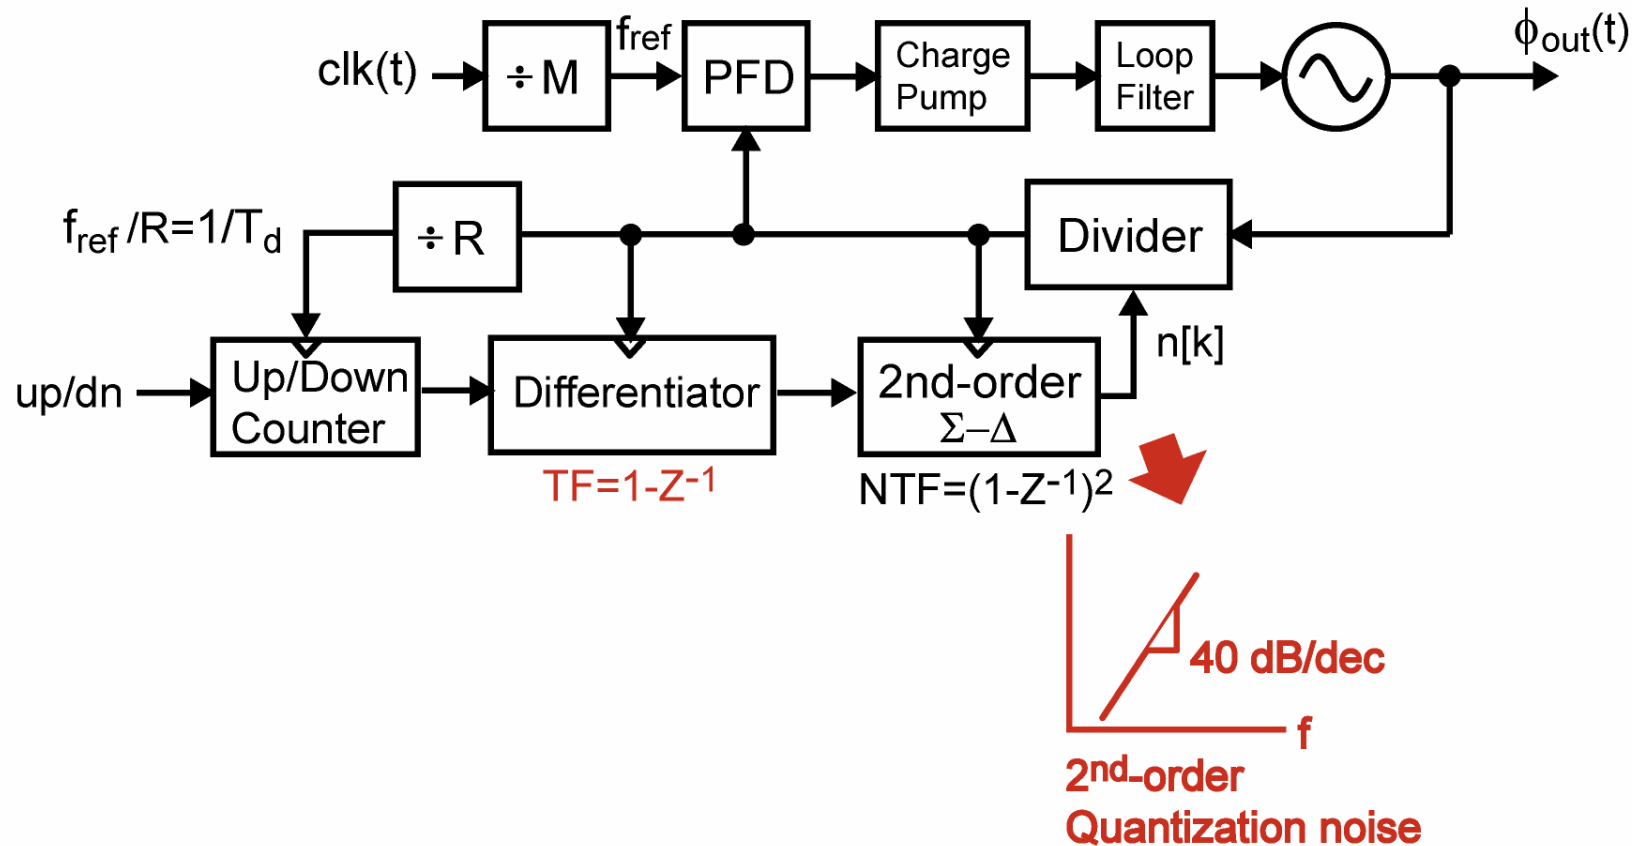 clk(t)
÷ M
fref
PFD
Charge
Pump
Loop
Filter
ϕout(t)
fref /R=1/Td
÷ R
Divider
n[k]
up/dn
Up/Down
Counter
Differentiator
2nd-order
Σ–Δ
TF=1-Z-1
NTF=(1-Z-1)2
40 dB/dec
f
2nd-order
Quantization noise